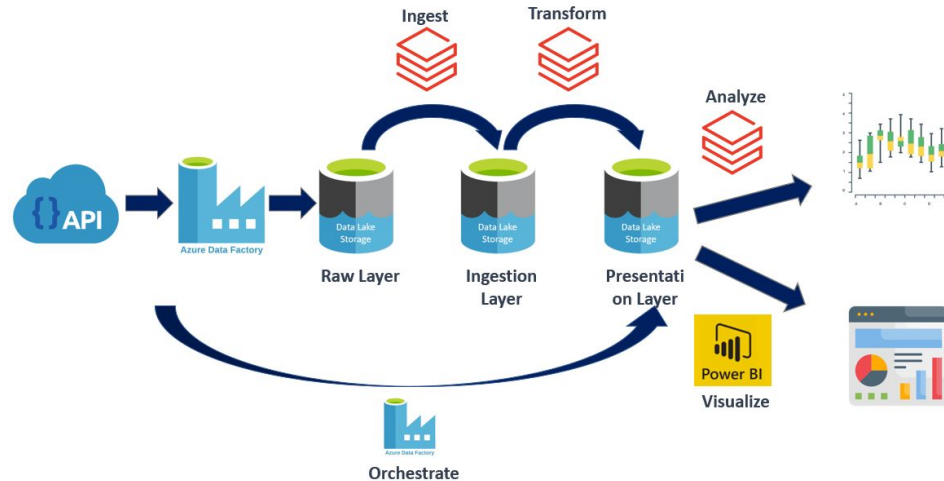 Ingest
Transform
Analyze
{} API
Azure Data Factory
Data Lake
Storage
Data Lake
Storage
Data Lake
Storage
Raw Layer
Ingestion
Layer
Presentati
on Layer
Power BI
Visualize
Azure Data Factory
Orchestrate